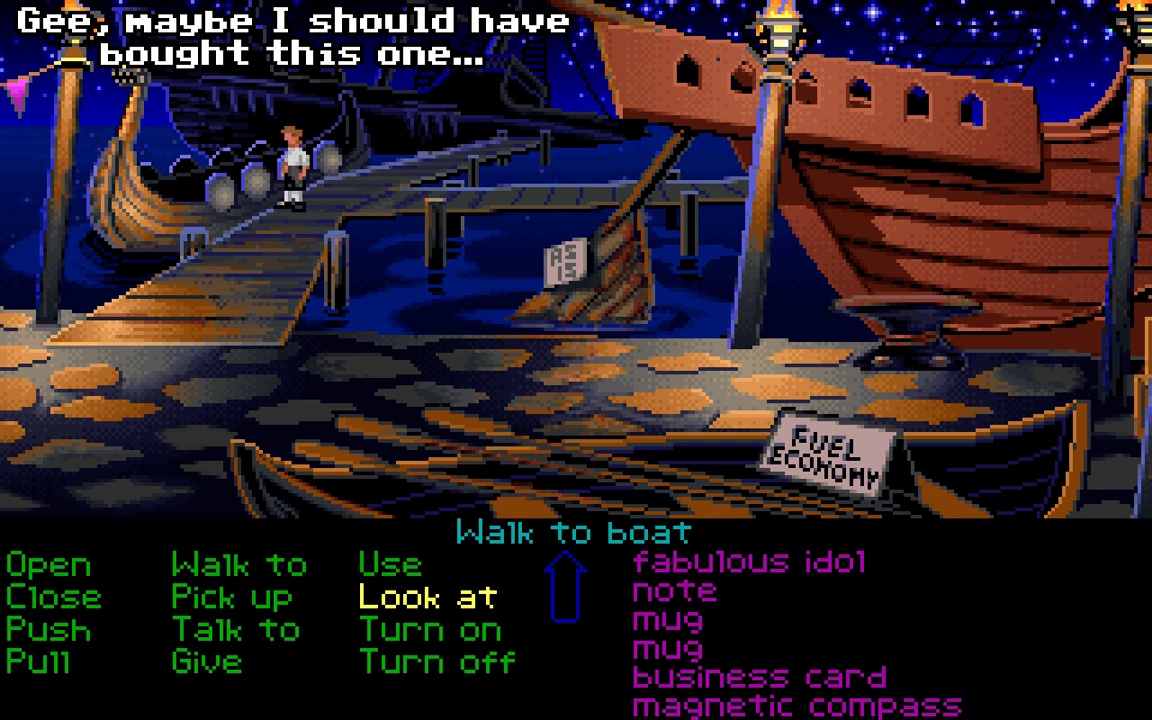 Gee, maybe I should have
bought this one...
AS
IS
FUEL
ECONOMY
Walk to boat
Open Walk to Use fabulous idol
Close Pick up Look at note
Push Talk to Turn on mug
Pull Give Turn off mug
business card
magnetic compass